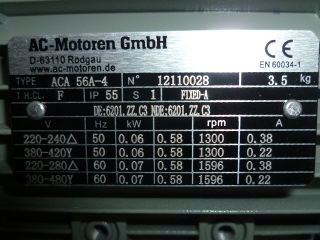 AC-Motoren GmbH
D-63110 Rodgau
www.ac-motoren.de
CE
EN 60034-1
TYPE ACA 56A-4 N° 12110028 3.5 kg
T.H.CL. F IP 55 S 1 FIXED-A
DE:6201.ZZ.C3 NDE:6201.ZZ.C3
V Hz kW rpm A
220-240△ 50 0.06 0.58 1300 0.38
380-420Y 50 0.06 0.58 1300 0.22
220-280△ 60 0.07 0.58 1596 0.38
380-480Y 60 0.07 0.58 1596 0.22